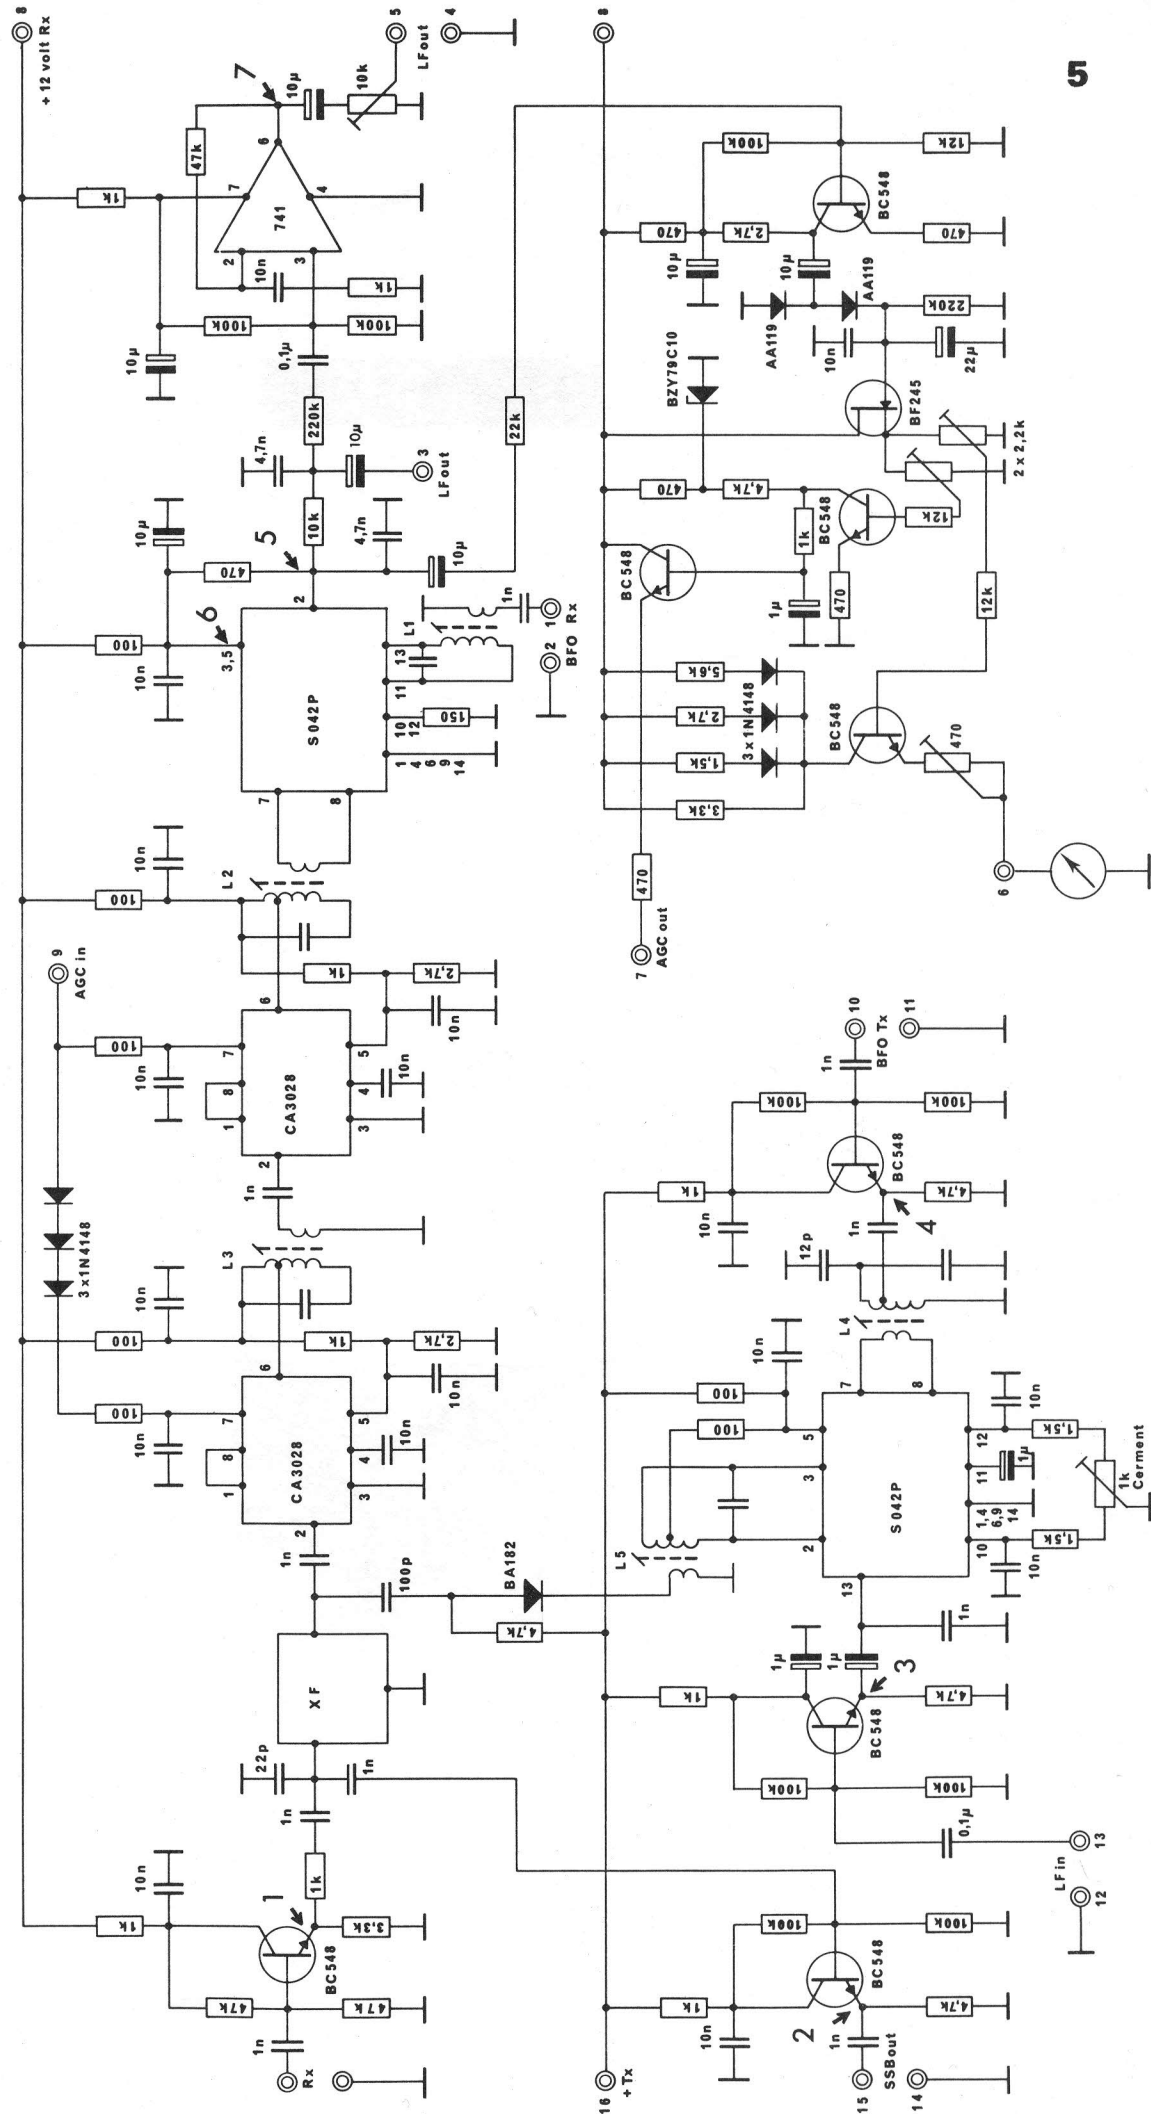 Rx
1n
47k
47k
BC548
1
1k
10n
3,3k
1k
1n
22p
1n
XF
100p
4,7k
BA182
1n
2
CA3028
1
8
7
3
4
5
6
10n
10n
100
10n
2,7k
1k
100
10n
3x1N4148
L3
1n
2
CA3028
1
8
7
3
4
5
6
10n
10n
100
AGC in
9
10n
2,7k
1k
100
10n
L2
7
8
S042P
3,5
6
1
4
6
9
14
10
12
150
11
13
L1
1n
BFO Rx
2
1
100
10n
10µ
470
5
2
4,7n
10µ
10k
4,7n
10µ
3
LFout
22k
220k
0,1µ
10µ
100k
100k
1k
10n
2
3
741
7
4
6
1k
47k
7
10µ
10k
5
LFout
4
8
+12 volt Rx
16
+Tx
15
SSBout
14
1n
2
10n
1k
BC548
4,7k
100k
100k
12
LF in
13
0,1µ
100k
100k
1k
BC548
3
4,7k
1µ
1µ
1n
13
S042P
2
3
5
10
1,4
6,9
14
11
12
7
8
10n
1,5k
1k
Cerment
1,5k
1µ
10n
L5
100
100
10n
L4
12p
1n
4
10n
1k
BC548
4,7k
100k
100k
1n
BFO Tx
10
11
7
AGC out
470
6
3,3k
1,5k
2,7k
5,6k
3x1N4148
BC548
470
12k
BC548
1µ
1k
470
BC548
12k
470
4,7k
BZY79C10
2x2,2k
BF245
10n
22µ
220k
AA119
AA119
10µ
10µ
470
2,7k
BC548
470
100k
12k
8
5